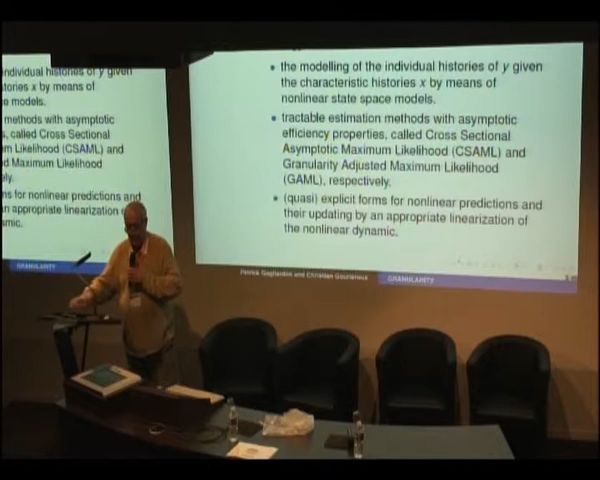 individual histories of y given
stories x by means of
e models.
methods with asymptotic
s, called Cross Sectional
m Likelihood (CSAML) and
d Maximum Likelihood
ely.
ns for nonlinear predictions and
an appropriate linearization
amic.
GRANULARITY
• the modelling of the individual histories of y given
the characteristic histories x by means of
nonlinear state space models.
• tractable estimation methods with asymptotic
efficiency properties, called Cross Sectional
Asymptotic Maximum Likelihood (CSAML) and
Granularity Adjusted Maximum Likelihood
(GAML), respectively.
• (quasi) explicit forms for nonlinear predictions and
their updating by an appropriate linearization of
the nonlinear dynamic.
Patrick Gagliardini and Christian Gourieroux
GRANULARITY